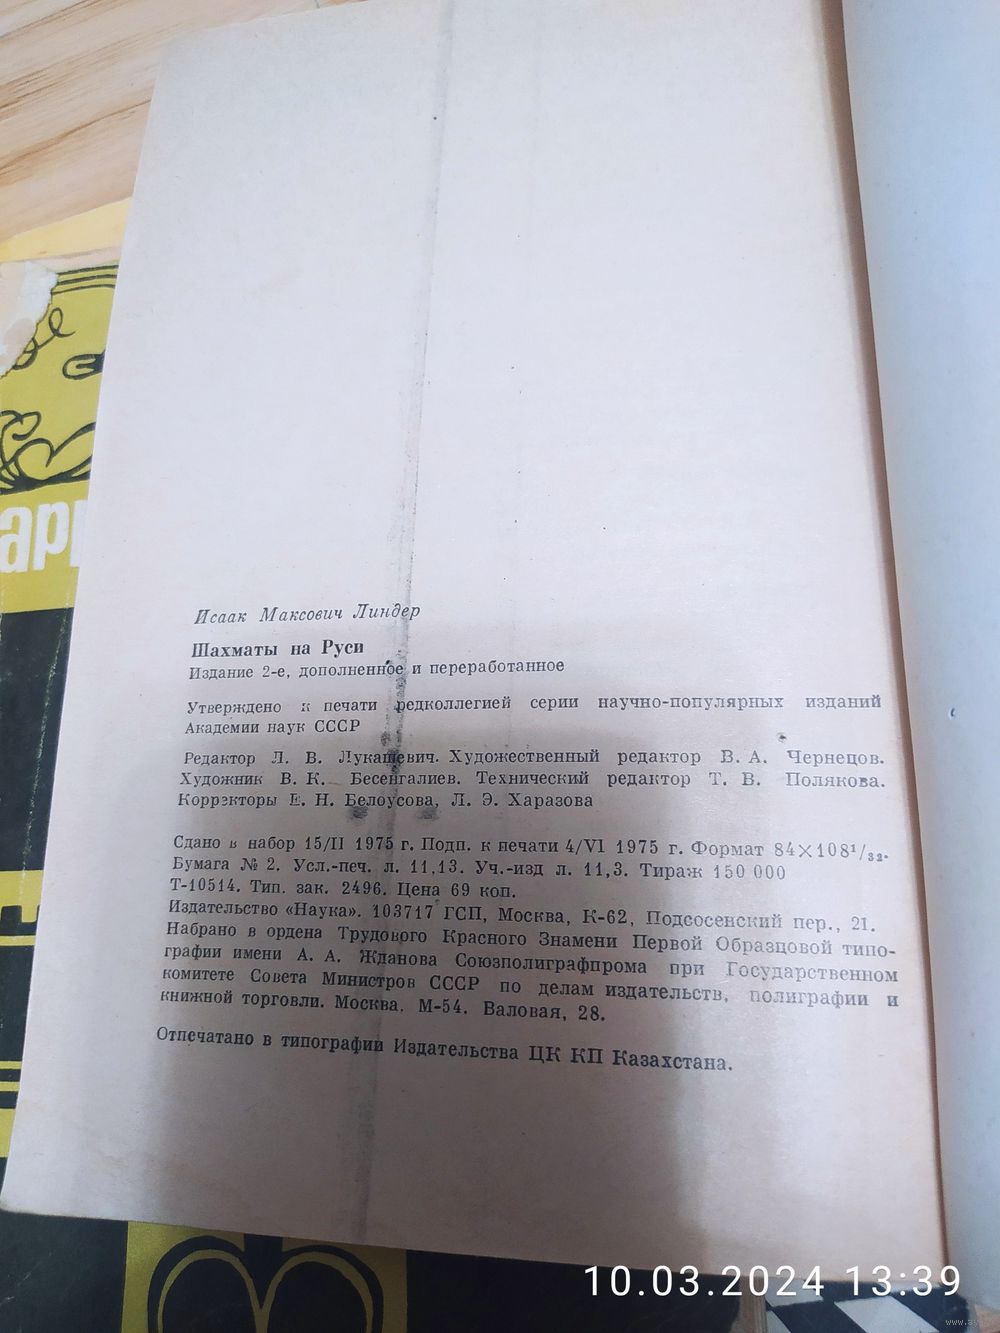 арр
Исаак Максович Линдер
Шахматы на Руси
Издание 2-е, дополненное и переработанное
Утверждено к печати редколлегией серии научно-популярных изданий
Академии наук СССР
Редактор Л. В. Лукашевич. Художественный редактор В. А. Чернецов.
Художник В. К. Бесенгалиев. Технический редактор Т. В. Полякова.
Коррэкторы Е. Н. Белоусова, Л. Э. Харазова
Сдано в набор 15/II 1975 г. Подп. к печати 4/VI 1975 г. Формат 84×108¹/₃₂.
Бумага № 2. Усл.-печ. л. 11,13. Уч.-изд л. 11,3. Тираж 150 000
Т-10514. Тип. зак. 2496. Цена 69 коп.
Издательство «Наука». 103717 ГСП, Москва, К-62, Подсосенский пер., 21.
Набрано в ордена Трудового Красного Знамени Первой Образцовой типо-
графии имени А. А. Жданова Союзполиграфпрома при Государственном
комитете Совета Министров СССР по делам издательств, полиграфии и
книжной торговли. Москва. М-54. Валовая, 28.
Отпечатано в типографии Издательства ЦК КП Казахстана.
10.03.2024 13:39